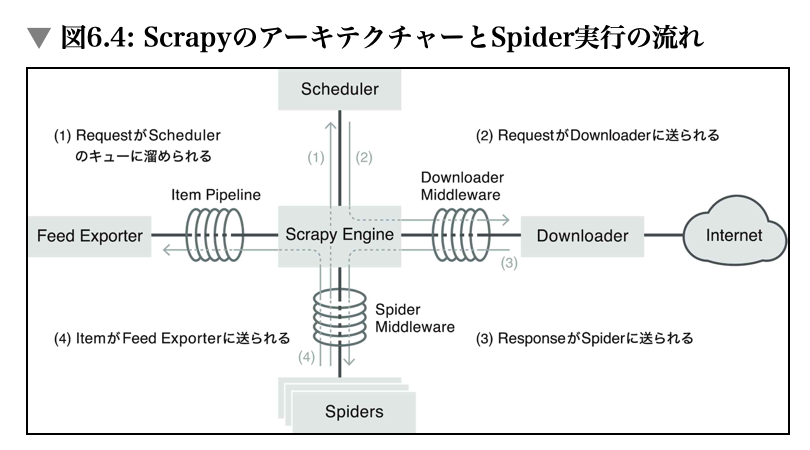 ▼ 図6.4: ScrapyのアーキテクチャーとSpider実行の流れ
Scheduler
(1) RequestがScheduler
のキューに溜められる
(1)
(2)
(2) RequestがDownloaderに送られる
Item Pipeline
Downloader
Middleware
Feed Exporter
Scrapy Engine
Downloader
Internet
(3)
Spider
Middleware
(4) ItemがFeed Exporterに送られる
(4)
(3) ResponseがSpiderに送られる
Spiders